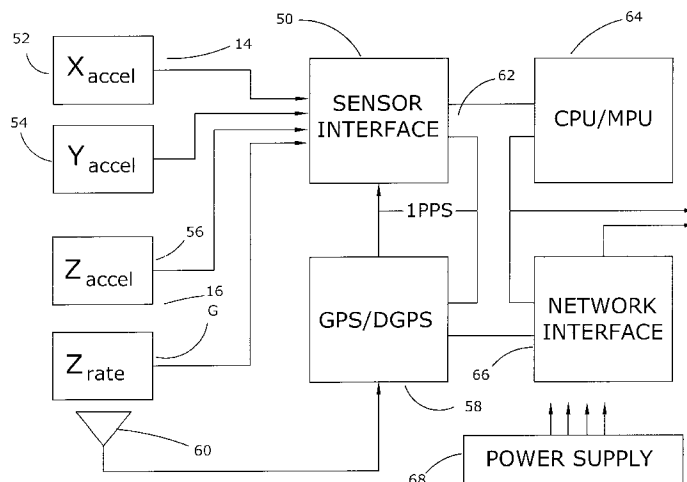 50
64
52
14
X accel
SENSOR
INTERFACE
62
CPU/MPU
54
Y accel
1PPS
56
Z accel
16
G
GPS/DGPS
NETWORK
INTERFACE
Z rate
66
58
60
POWER SUPPLY
68